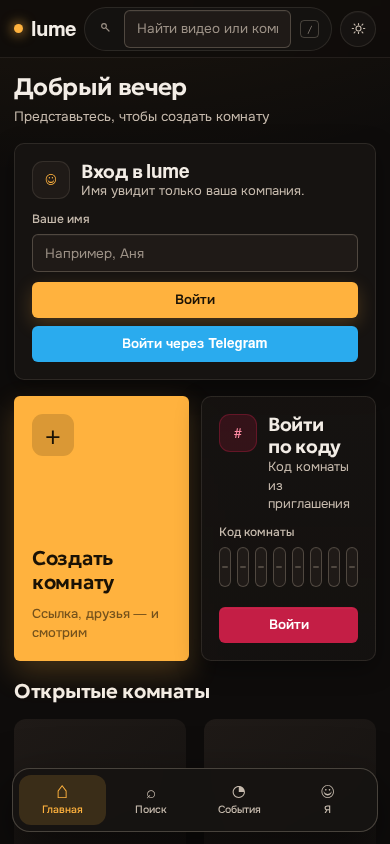 lume
Найти видео или ком
/
Добрый вечер
Представьтесь, чтобы создать комнату
Вход в lume
Имя увидит только ваша компания.
Ваше имя
Например, Аня
Войти
Войти через Telegram
+
Создать
комнату
Ссылка, друзья — и
смотрим
#
Войти
по коду
Код комнаты
из
приглашения
Код комнаты
– – – – – – – –
Войти
Открытые комнаты
Главная
Поиск
События
Я